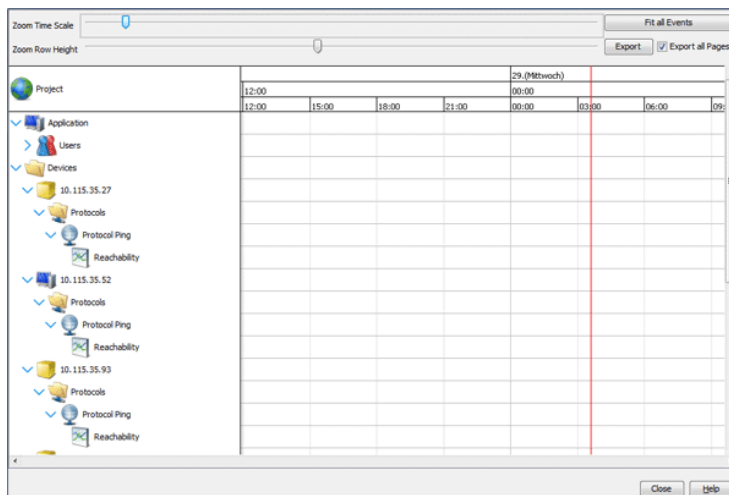 Zoom Time Scale
Fit all Events
Zoom Row Height
Export
Export all Pages
Project
29.(Mittwoch)
12:00
00:00
12:00
15:00
18:00
21:00
00:00
03:00
06:00
09:
Application
Users
Devices
10.115.35.27
Protocols
Protocol Ping
Reachability
10.115.35.52
Protocols
Protocol Ping
Reachability
10.115.35.93
Protocols
Protocol Ping
Reachability
Close
Help